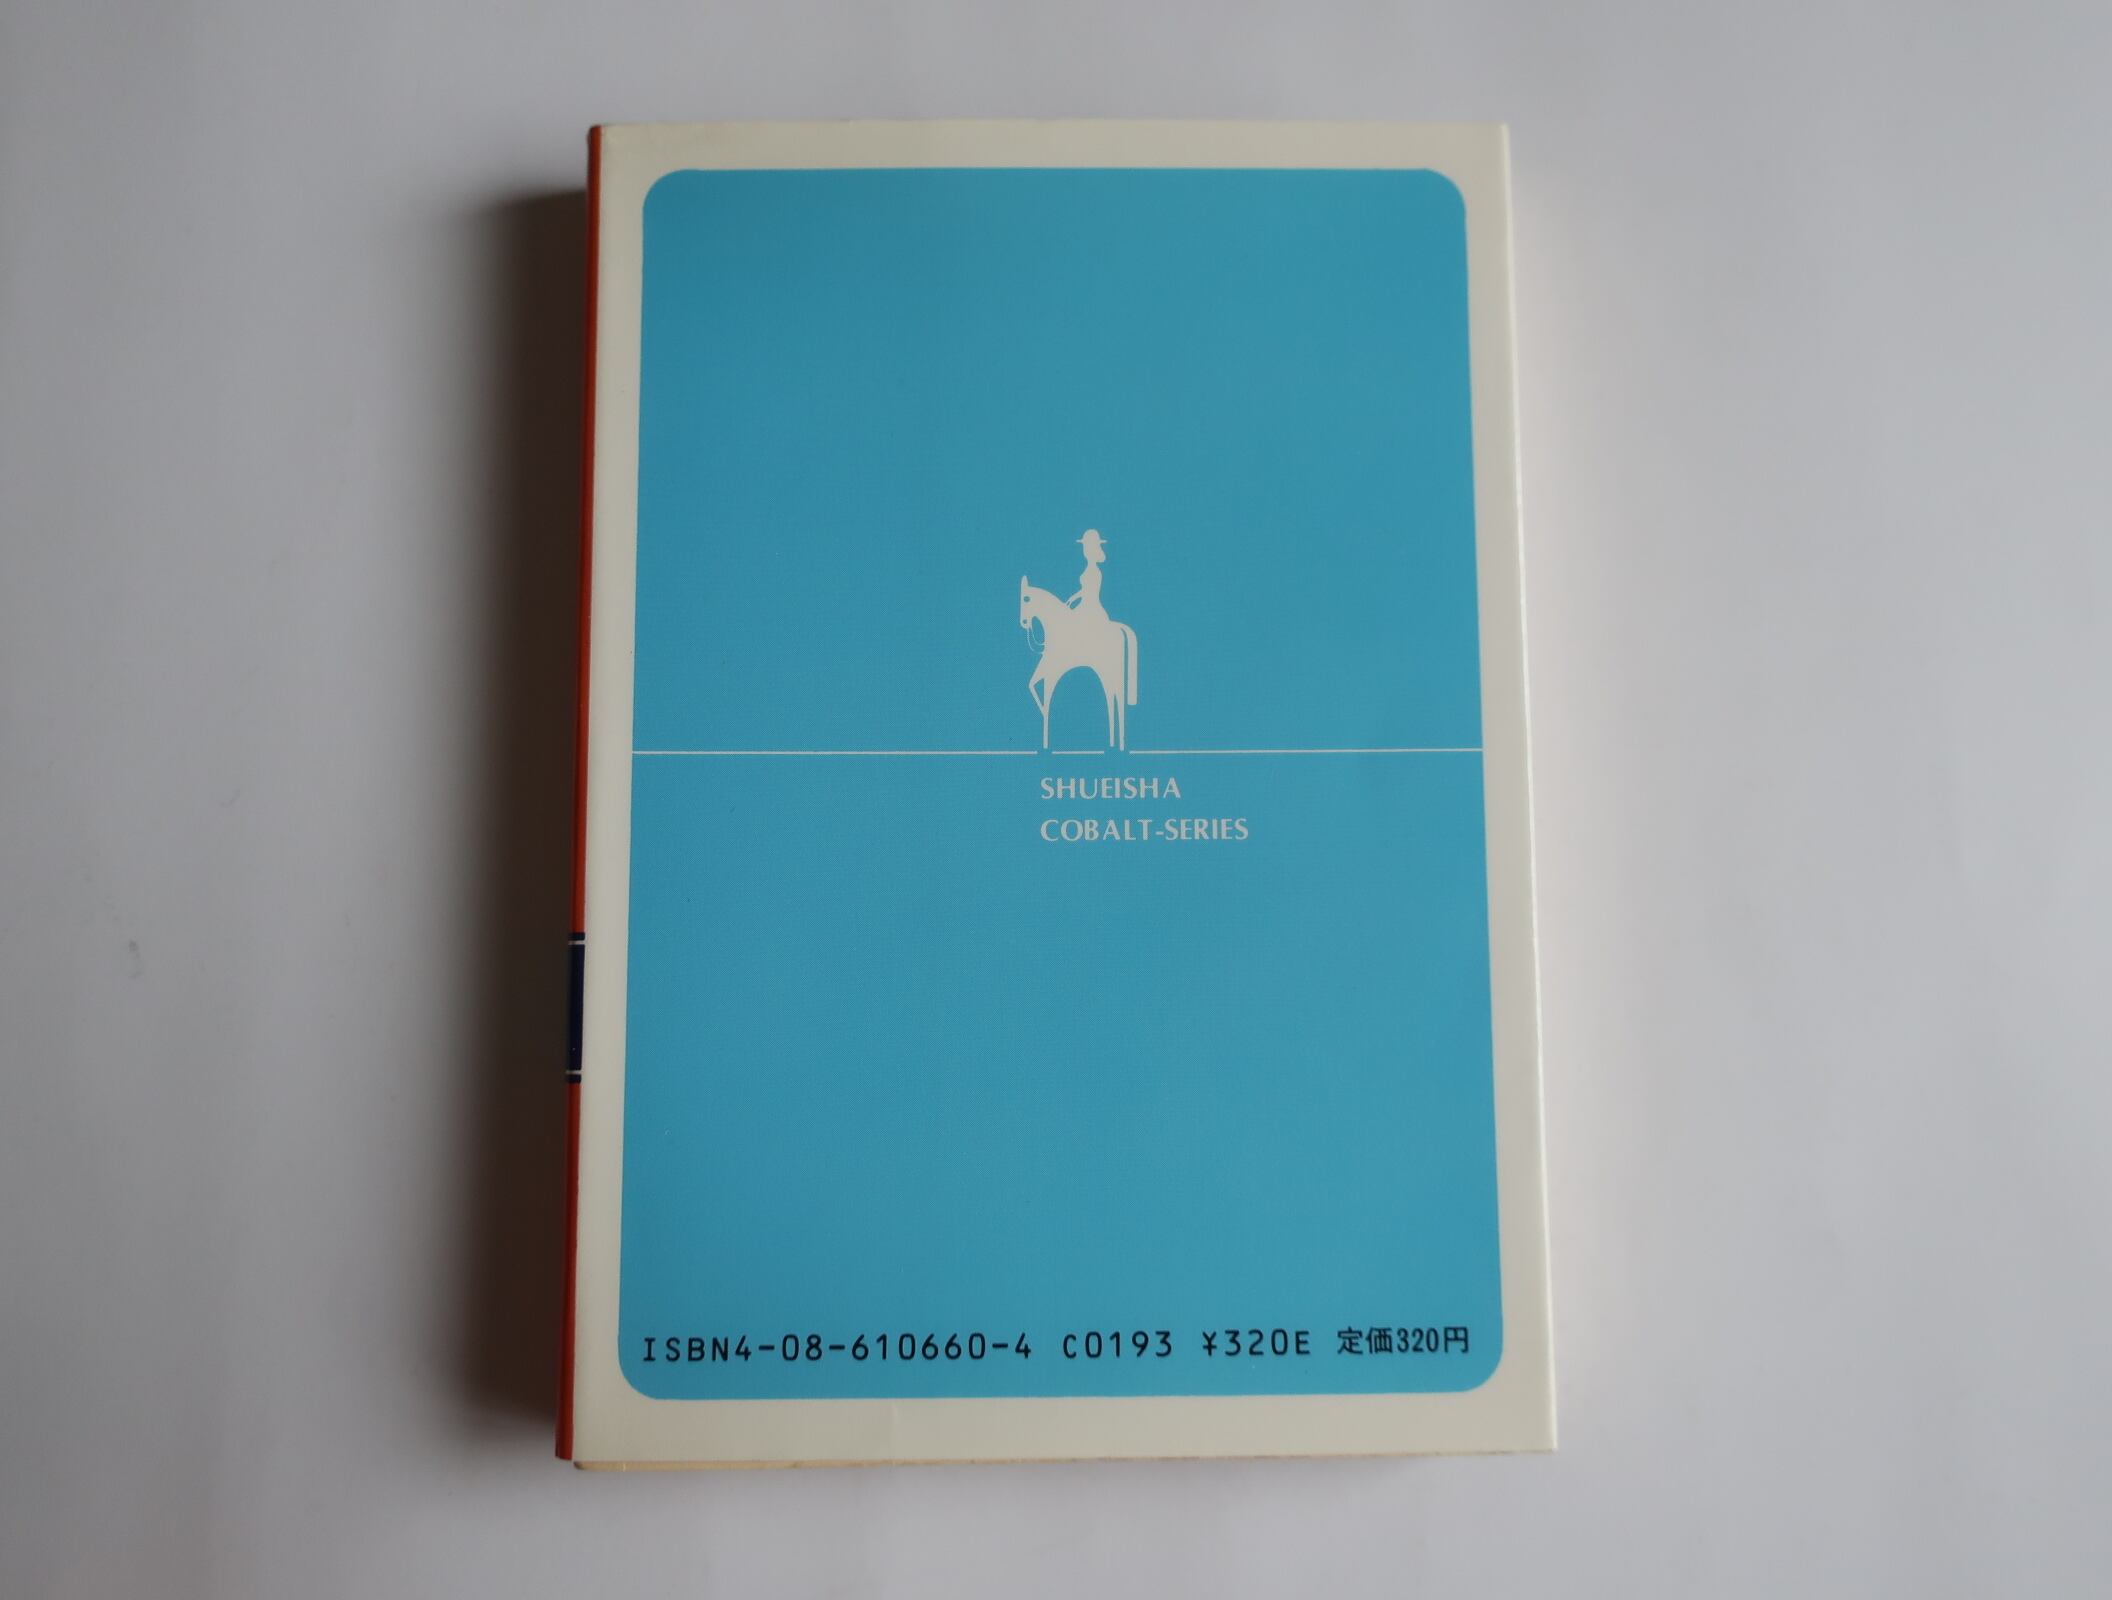 SHUEISHA
COBALT-SERIES
ISBN4-08-610660-4 C0193 ¥320E 定価320円